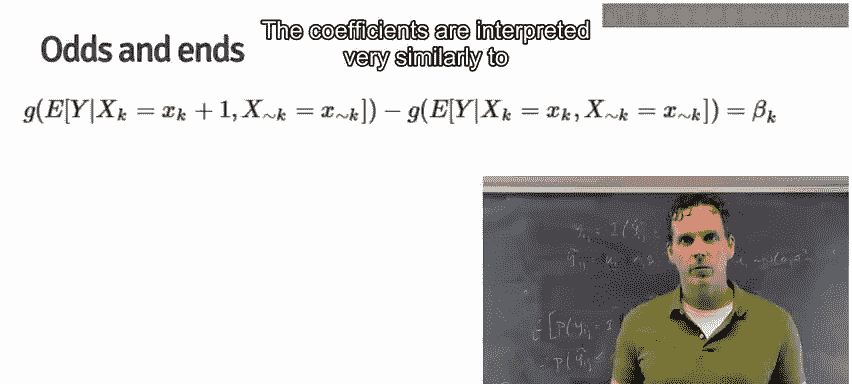 Odds and ends
The coefficients are interpreted
very similarly to
g(E[Y|X_k = x_k + 1, X_{∼k} = x_{∼k}]) − g(E[Y|X_k = x_k, X_{∼k} = x_{∼k}]) = β_k